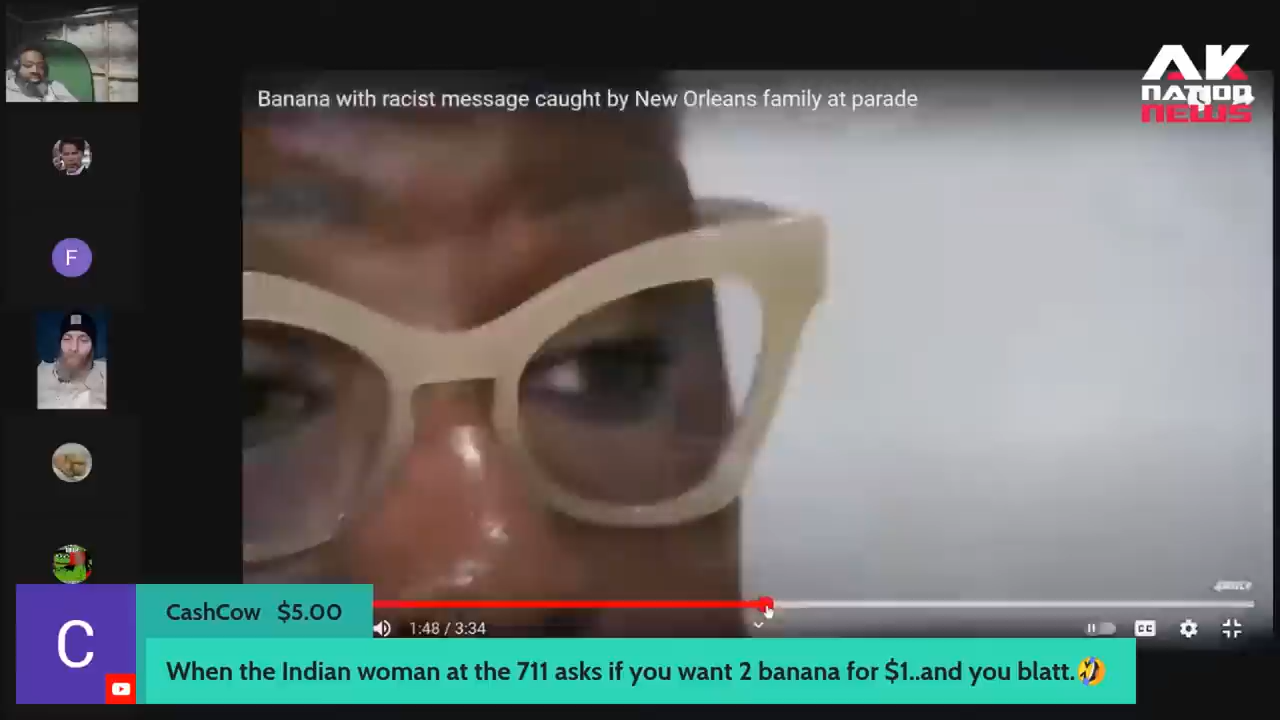 AK
NATION
NEWS
Banana with racist message caught by New Orleans family at parade
F
1:48 / 3:34
CC
C
CashCow $5.00
When the Indian woman at the 711 asks if you want 2 banana for $1..and you blatt.🤣